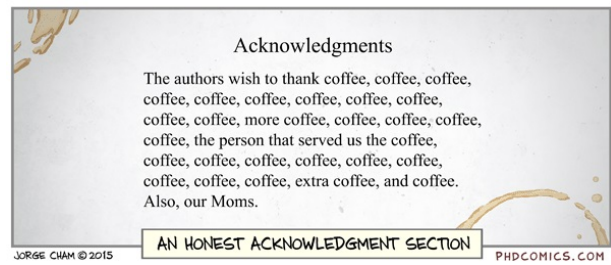 Acknowledgments
The authors wish to thank coffee, coffee, coffee,
coffee, coffee, coffee, coffee, coffee, coffee,
coffee, coffee, more coffee, coffee, coffee, coffee,
coffee, the person that served us the coffee,
coffee, coffee, coffee, coffee, coffee, coffee,
coffee, coffee, coffee, extra coffee, and coffee.
Also, our Moms.
AN HONEST ACKNOWLEDGMENT SECTION
JORGE CHAM © 2015
PHDCOMICS.COM